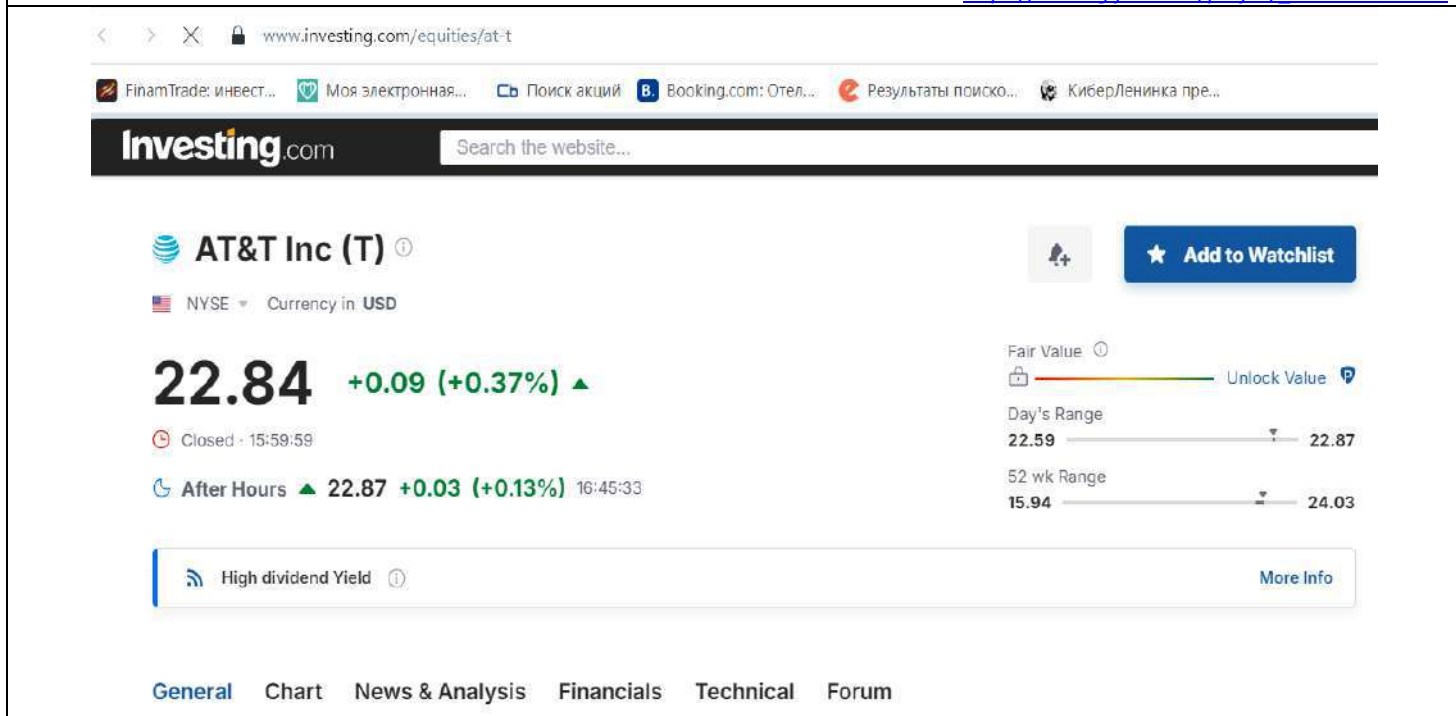 www.investing.com/equities/at-t
FinamTrade: инвест... Моя электронная... Сb Поиск акций B. Booking.com: Отел... Результаты поиско... КиберЛенинка пре...
Investing.com Search the website...
AT&T Inc (T)
Add to Watchlist
NYSE Currency in USD
22.84 +0.09 (+0.37%)
Closed · 15:59:59
After Hours 22.87 +0.03 (+0.13%) 16:45:33
Fair Value
Unlock Value
Day's Range
22.59 22.87
52 wk Range
15.94 24.03
High dividend Yield More Info
General Chart News & Analysis Financials Technical Forum